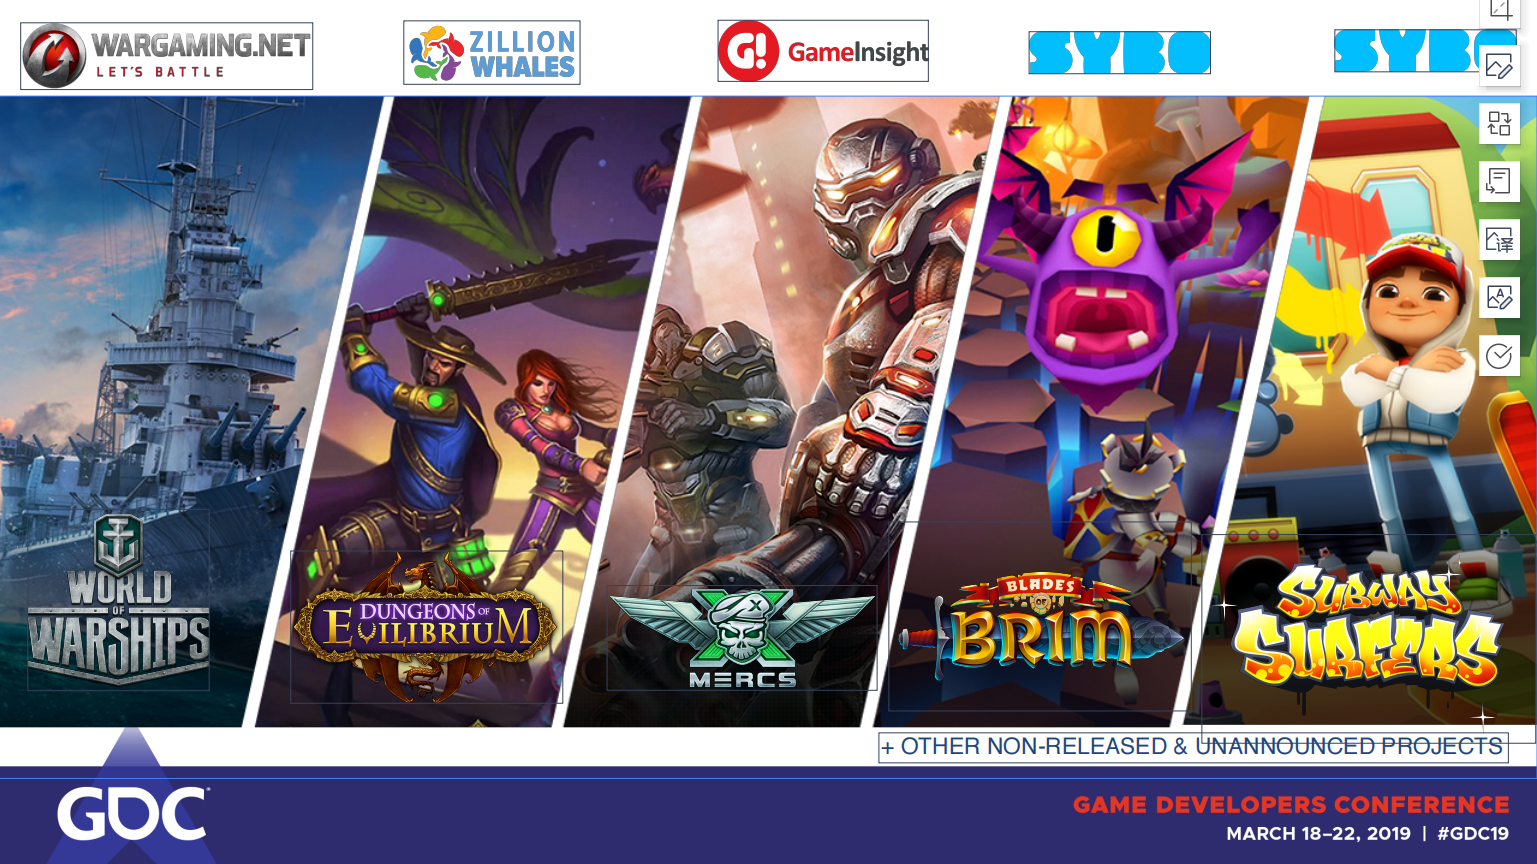 WARGAMING.NET
LET'S BATTLE
ZILLION
WHALES
G!
GameInsight
SYBO
SYBO
WORLD
OF
WARSHIPS
DUNGEONS OF
EVILIBRIUM
X
MERCS
BLADES
OF
BRIM
SUBWAY
SURFERS
+ OTHER NON-RELEASED & UNANNOUNCED PROJECTS
GDC
GAME DEVELOPERS CONFERENCE
MARCH 18–22, 2019 | #GDC19
译
A